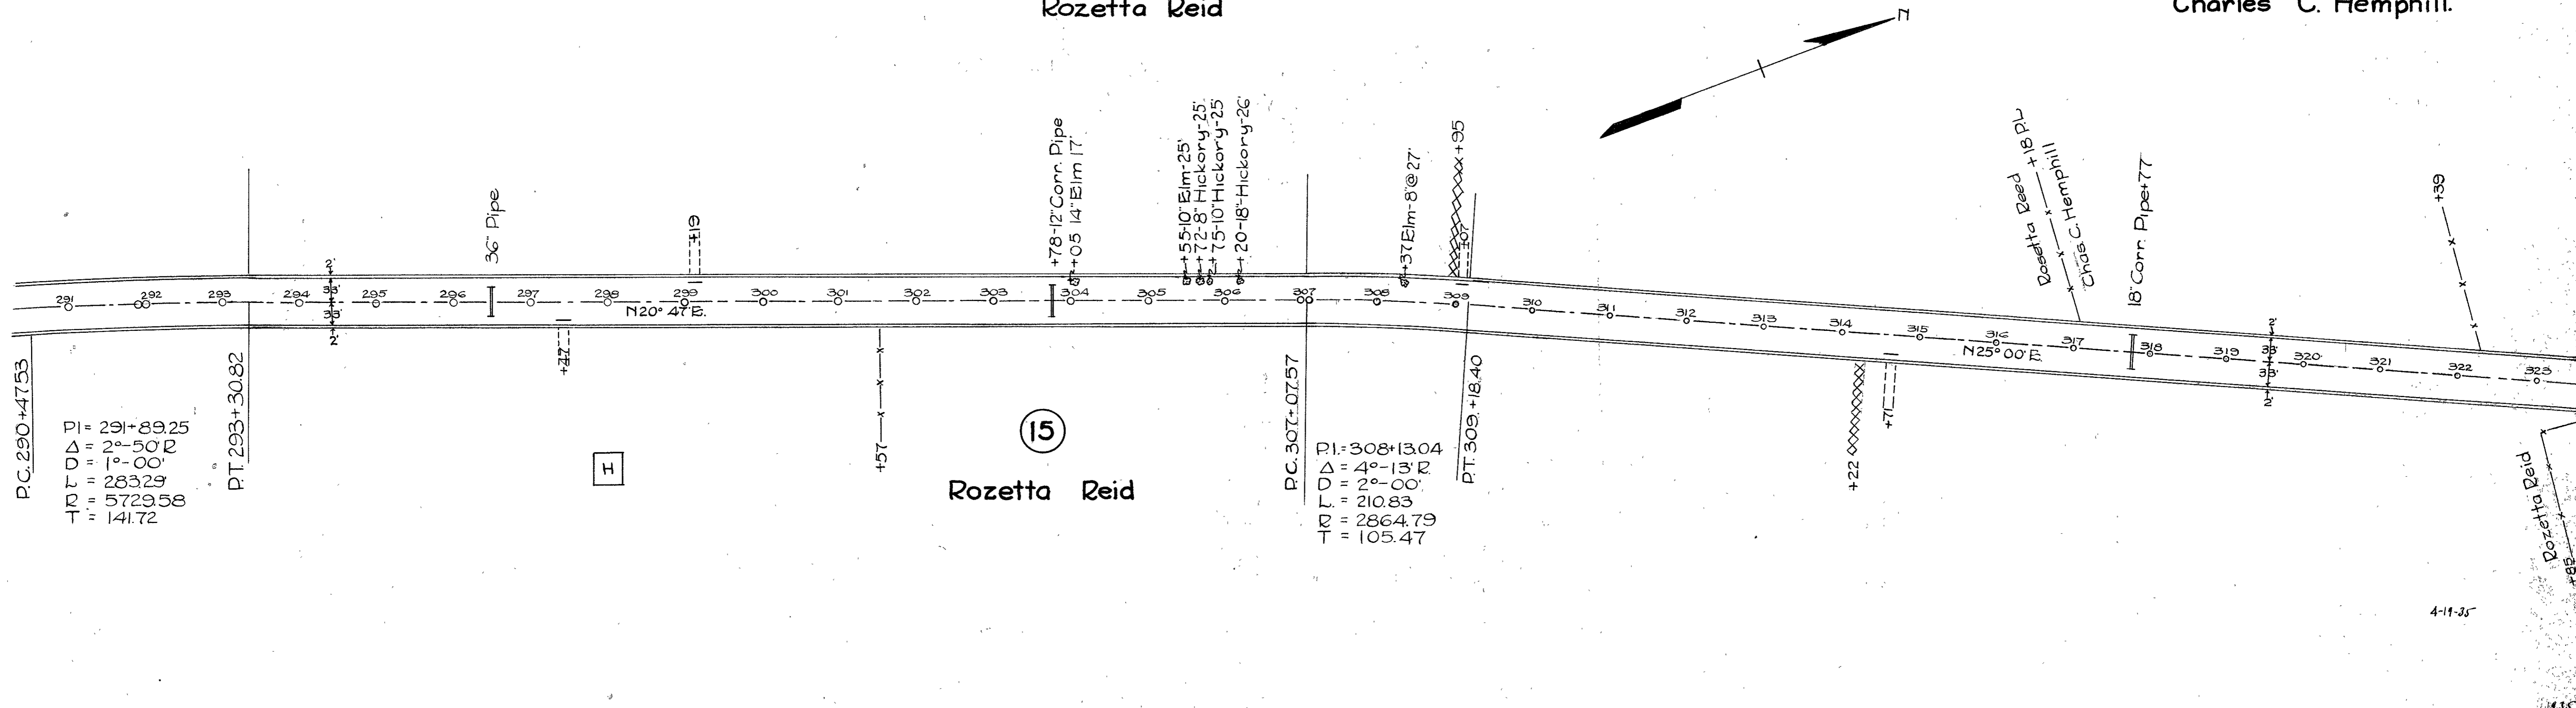 Rozetta Reid
Charles C. Hemphill.
N
36" Pipe
+19
+78-12" Corr. Pipe
+05 14" Elm 17'
+55-10" Elm-25'
+72-8" Hickory-25'
+75-10" Hickory-25'
+20-18"-Hickory-26'
+37 Elm-8"@27'
+95
+07
Rosetta Reed +18 P.L.
Chas C. Hemphill
18" Corr. Pipe+77
+39
2'
33'
33'
2'
291 292 293 294 295 296 297 298 299 300 301 302 303 304 305 306 307 308 309 310 311 312 313 314 315 316 317 318 319 320 321 322 323
N20° 47'E.
N25° 00' E.
2'
33'
33'
2'
+47
+57
+22
+71
P.C. 290+47.53
P.T. 293+30.82
PI = 291+89.25
Δ = 2°-50' R
D = 1°-00'
L = 283.29'
R = 5729.58
T = 141.72
H
15
Rozetta Reid
P.C. 307+07.57
P.T. 309+18.40
P.I.=308+13.04
Δ = 4°-13' R.
D = 2°-00'
L. = 210.83
R = 2864.79
T = 105.47
Rozetta Reid
+85
4-19-35